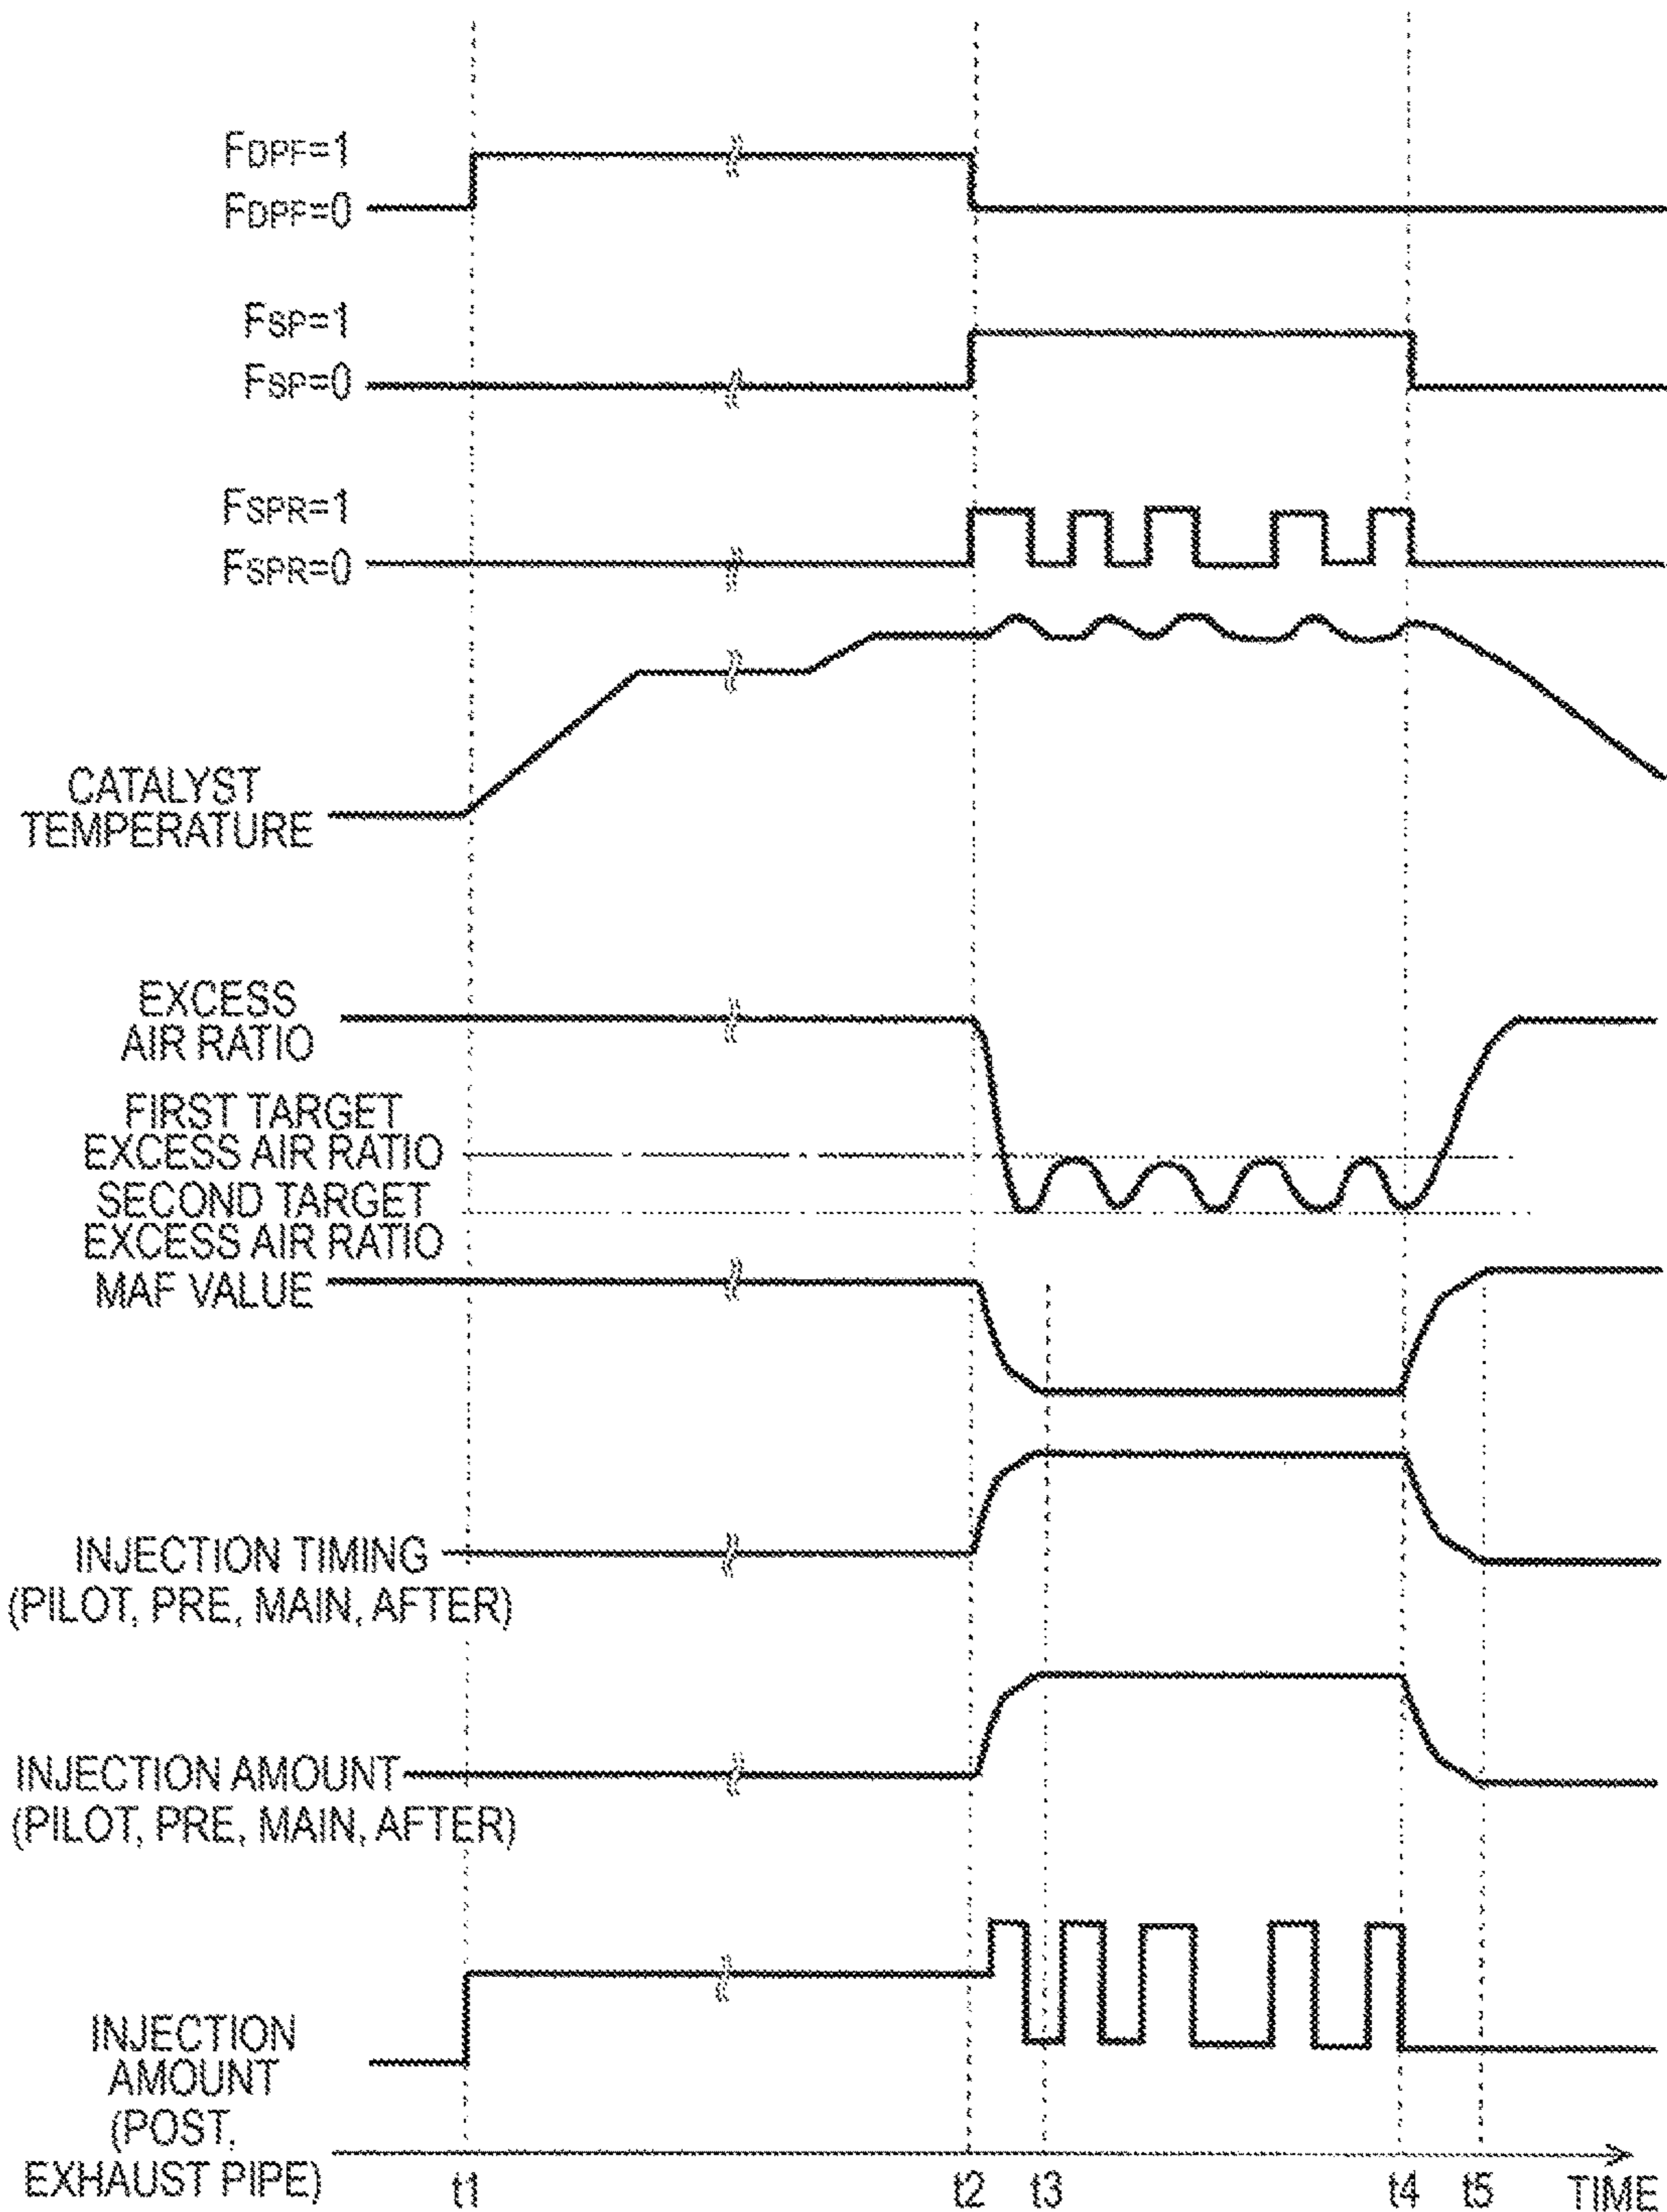 FDPF=1
FDPF=0
FSP=1
FSP=0
FSPR=1
FSPR=0
CATALYST
TEMPERATURE
EXCESS
AIR RATIO
FIRST TARGET
EXCESS AIR RATIO
SECOND TARGET
EXCESS AIR RATIO
MAF VALUE
INJECTION TIMING
(PILOT, PRE, MAIN, AFTER)
INJECTION AMOUNT
(PILOT, PRE, MAIN, AFTER)
INJECTION
AMOUNT
(POST,
EXHAUST PIPE)
t1 t2 t3 t4 t5 TIME